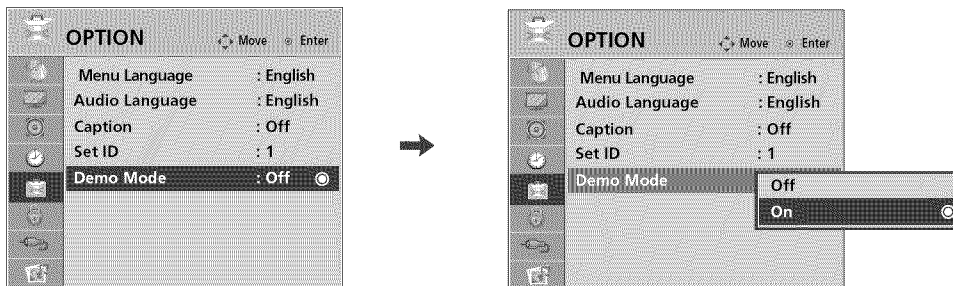 OPTION
Move Enter
Menu Language : English
Audio Language : English
Caption : Off
Set ID : 1
Demo Mode : Off
OPTION
Move Enter
Menu Language : English
Audio Language : English
Caption : Off
Set ID : 1
Demo Mode
Off
On